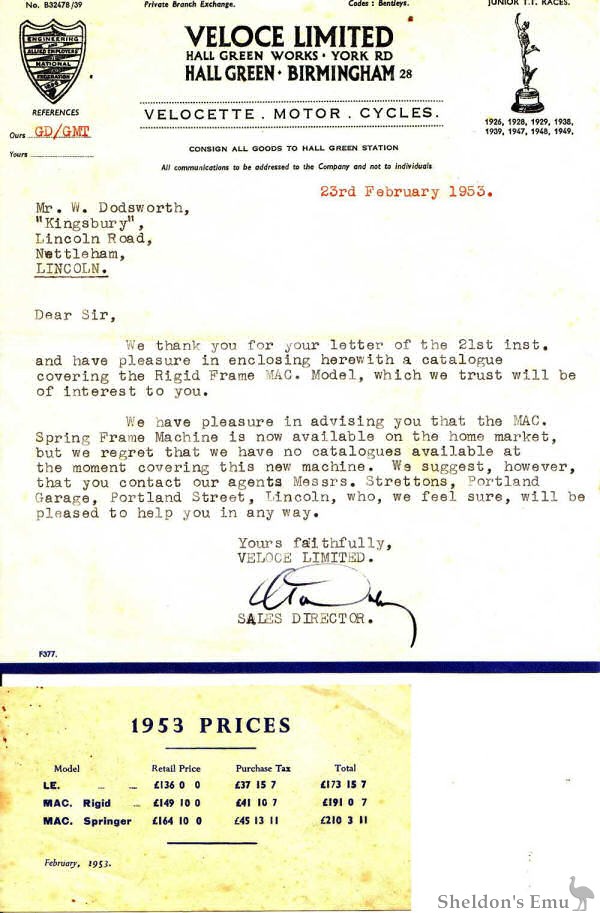 No. B32478/39
Private Branch Exchange.
Codes : Bentleys.
JUNIOR T.T. RACES.
ENGINEERING
AND
ALLIED EMPLOYERS
NATIONAL
FEDERATION
VELOCE LIMITED
HALL GREEN WORKS · YORK RD
HALL GREEN · BIRMINGHAM 28
VELOCETTE . MOTOR . CYCLES.
REFERENCES
Ours GD/GMT
Yours
1926, 1928, 1929, 1938,
1939, 1947, 1948, 1949.
CONSIGN ALL GOODS TO HALL GREEN STATION
All communications to be addressed to the Company and not to individuals
23rd February 1953.
Mr. W. Dodsworth,
"Kingsbury",
Lincoln Road,
Nettleham,
LINCOLN.
Dear Sir,
We thank you for your letter of the 21st inst.
and have pleasure in enclosing herewith a catalogue
covering the Rigid Frame MAC. Model, which we trust will be
of interest to you.
We have pleasure in advising you that the MAC.
Spring Frame Machine is now available on the home market,
but we regret that we have no catalogues available at
the moment covering this new machine. We suggest, however,
that you contact our agents Messrs. Strettons, Portland
Garage, Portland Street, Lincoln, who, we feel sure, will be
pleased to help you in any way.
Yours faithfully,
VELOCE LIMITED.
SALES DIRECTOR.
F377.
1953 PRICES
Model Retail Price Purchase Tax Total
LE. ... ... £136 0 0 £37 15 7 £173 15 7
MAC. Rigid ... £149 10 0 £41 10 7 £191 0 7
MAC. Springer £164 10 0 £45 13 11 £210 3 11
February, 1953.
Sheldon's Emu